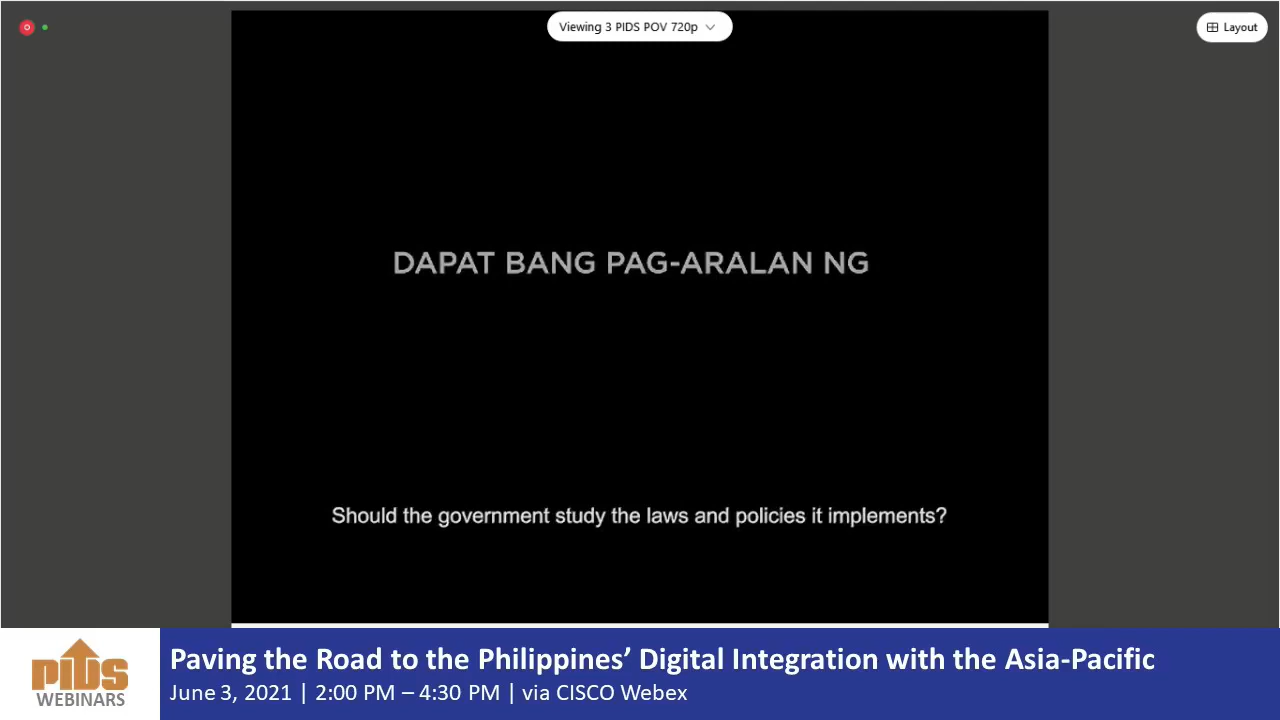 Viewing 3 PIDS POV 720p
Layout
DAPAT BANG PAG-ARALAN NG
Should the government study the laws and policies it implements?
PIDS
WEBINARS
Paving the Road to the Philippines’ Digital Integration with the Asia-Pacific
June 3, 2021 | 2:00 PM – 4:30 PM | via CISCO Webex